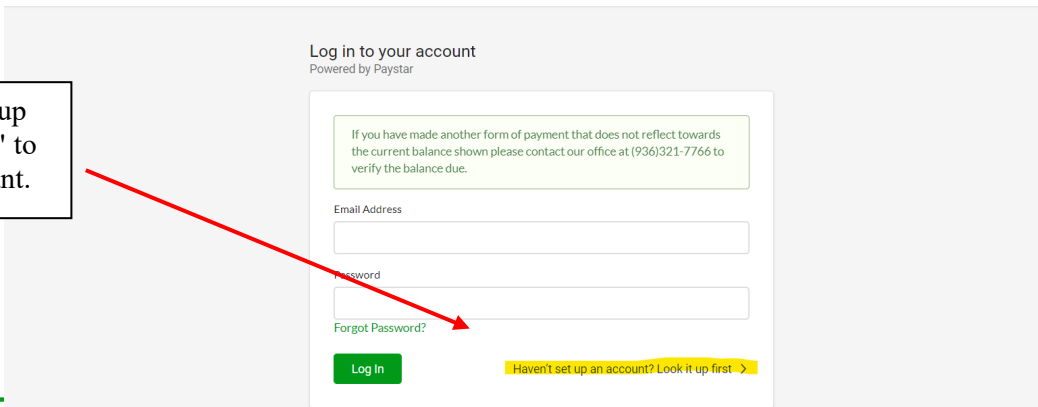 Log in to your account
Powered by Paystar
up
" to
nt.
If you have made another form of payment that does not reflect towards
the current balance shown please contact our office at (936)321-7766 to
verify the balance due.
Email Address
Password
Forgot Password?
Log In
Haven't set up an account? Look it up first